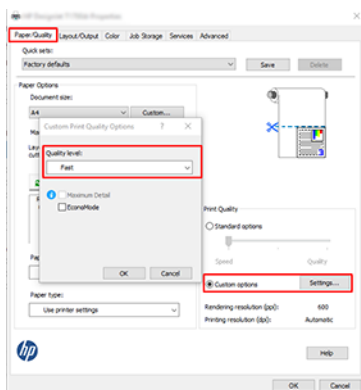 Paper/Quality Layout/Output Color Job Storage Services Advanced
Quick sets:
Factory defaults
Save
Delete
Paper Options
Document size:
A4
Custom...
Custom Print Quality Options ? ×
Quality level:
Fast
Maximum Detail
EconoMode
OK Cancel
Print Quality
Standard options
Speed Quality
Custom options Settings...
Paper type:
Use printer settings
Rendering resolution (ppi): 600
Printing resolution (dpi): Automatic
hp
Help
OK Cancel